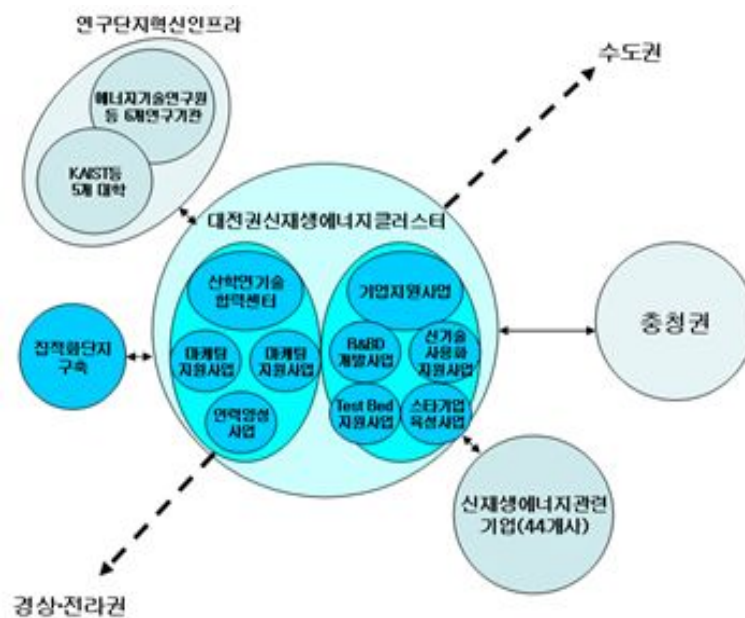 연구단지혁신인프라
에너지기술연구원
등 6개연구기관
KAIST등
5개 대학
수도권
대전권신재생에너지클러스터
산학연기술
협력센터
마케팅
지원사업
마케팅
지원사업
인력양성
사업
기업지원사업
R&BD
개발사업
신기술
사용화
지원사업
Test Bed
지원사업
스타기업
육성사업
집적화단지
구축
충청권
신재생에너지관련
기업(44개사)
경상·전라권